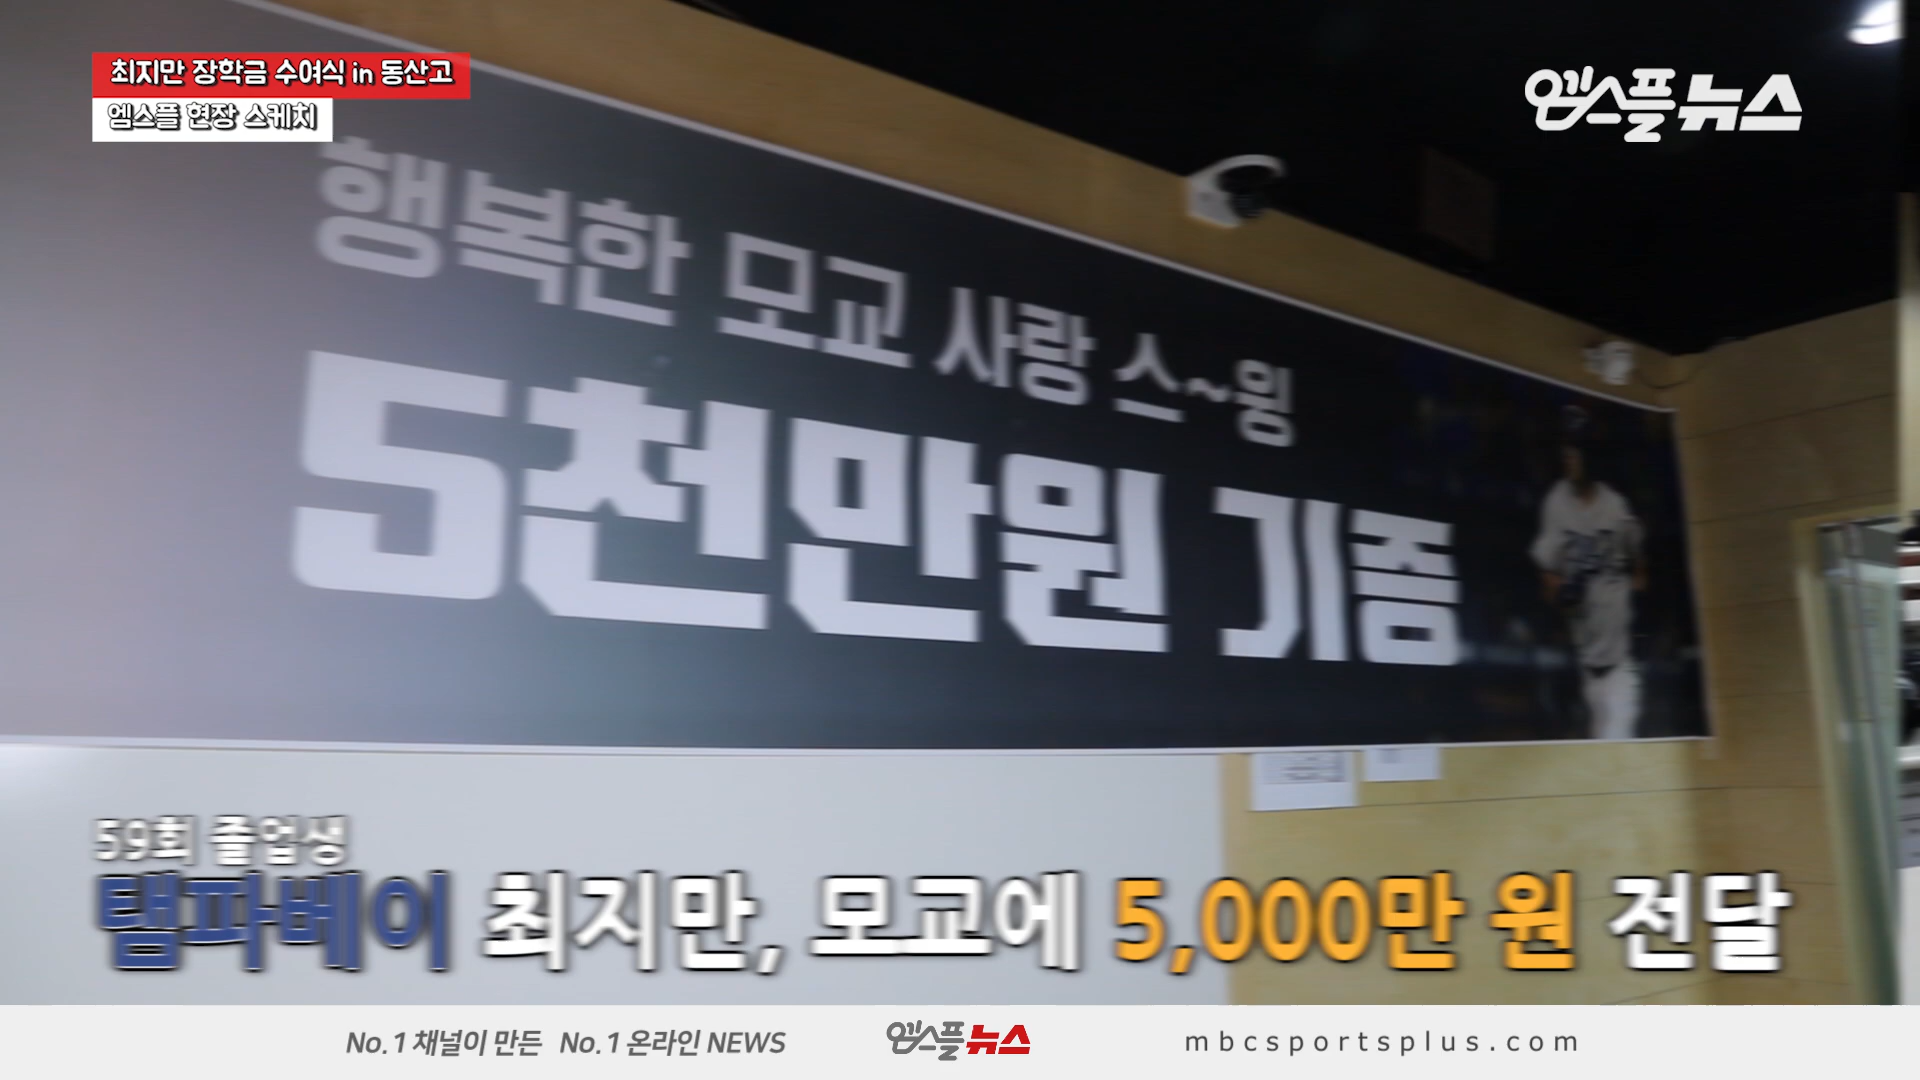 최지만 장학금 수여식 in 동산고
엠스플 현장 스케치
엠스플뉴스
행복한 모교 사랑 스~윙
5천만원 기증
59회 졸업생
탬파베이 최지만, 모교에 5,000만 원 전달
No.1 채널이 만든 No.1 온라인 NEWS
엠스플뉴스
mbcsportsplus.com